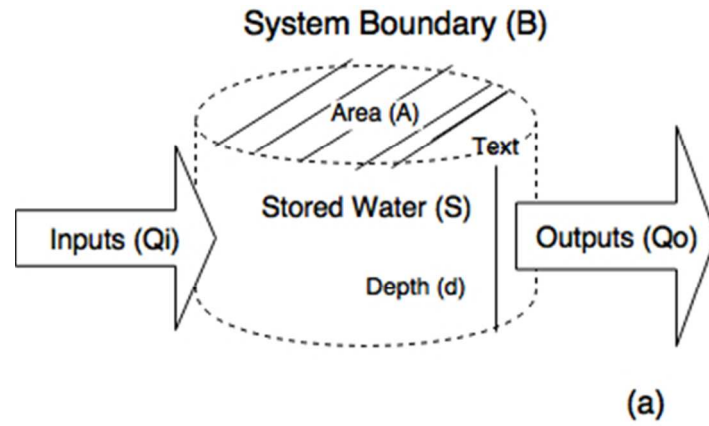 System Boundary (B)
Area (A)
Text
Stored Water (S)
Inputs (Qi)
Outputs (Qo)
Depth (d)
(a)